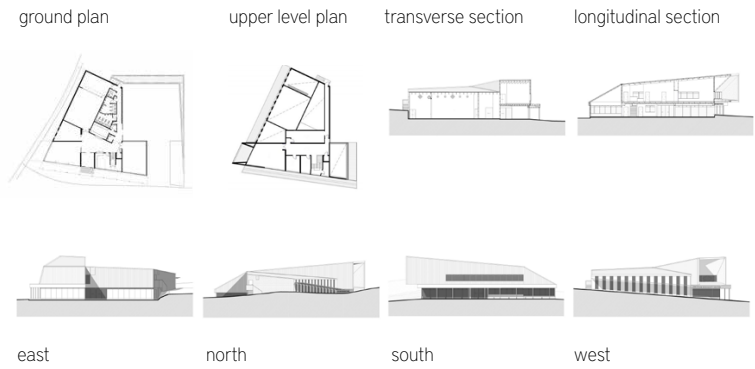 ground plan
upper level plan
transverse section
longitudinal section
east
north
south
west